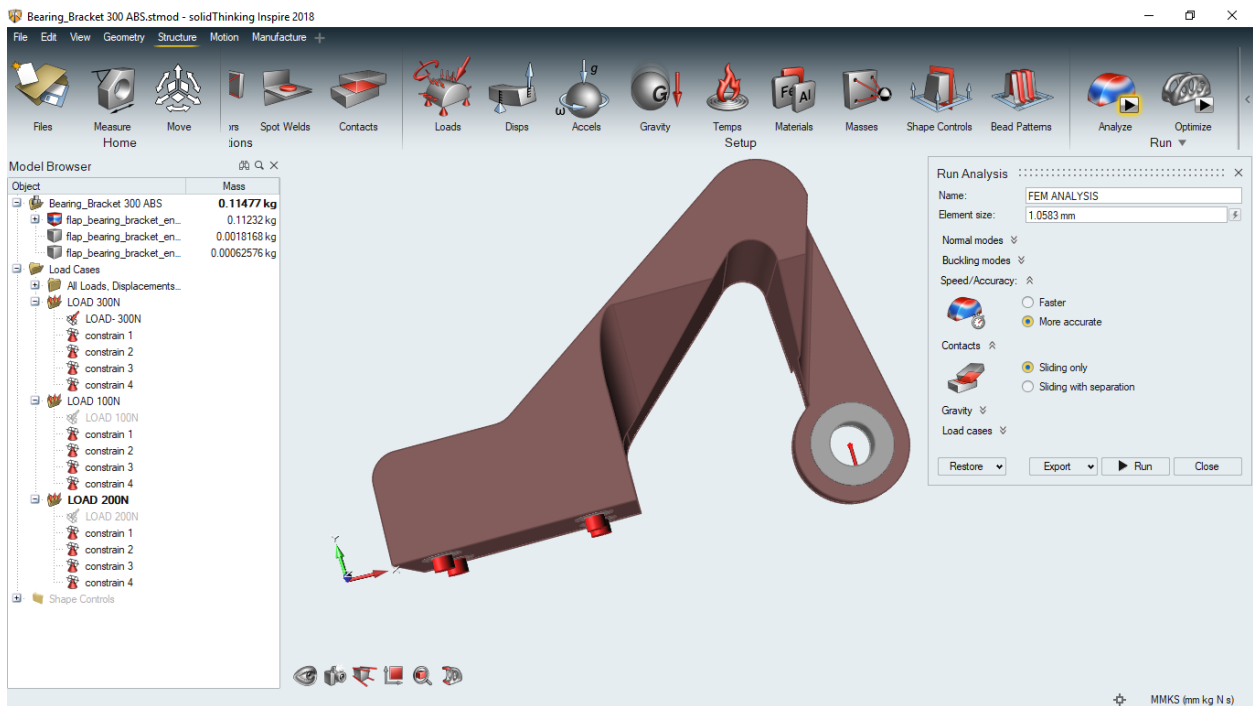 Bearing_Bracket 300 ABS.stmod - solidThinking Inspire 2018
File Edit View Geometry Structure Motion Manufacture
g
ω
G
Fe
Al
Files Measure Move ors Spot Welds Contacts Loads Disps Accels Gravity Temps Materials Masses Shape Controls Bead Patterns Analyze Optimize
Home tions Setup Run
Model Browser
Object Mass
Bearing_Bracket 300 ABS 0.11477 kg
flap_bearing_bracket_en... 0.11232 kg
flap_bearing_bracket_en... 0.0018168 kg
flap_bearing_bracket_en... 0.00062576 kg
Load Cases
All Loads, Displacements...
LOAD 300N
LOAD- 300N
constrain 1
constrain 2
constrain 3
constrain 4
LOAD 100N
LOAD 100N
constrain 1
constrain 2
constrain 3
constrain 4
LOAD 200N
LOAD 200N
constrain 1
constrain 2
constrain 3
constrain 4
Shape Controls
Y
X
Run Analysis
Name: FEM ANALYSIS
Element size: 1.0583 mm
Normal modes
Buckling modes
Speed/Accuracy:
Faster
More accurate
Contacts
Sliding only
Sliding with separation
Gravity
Load cases
Restore Export Run Close
MMKS (mm kg N s)